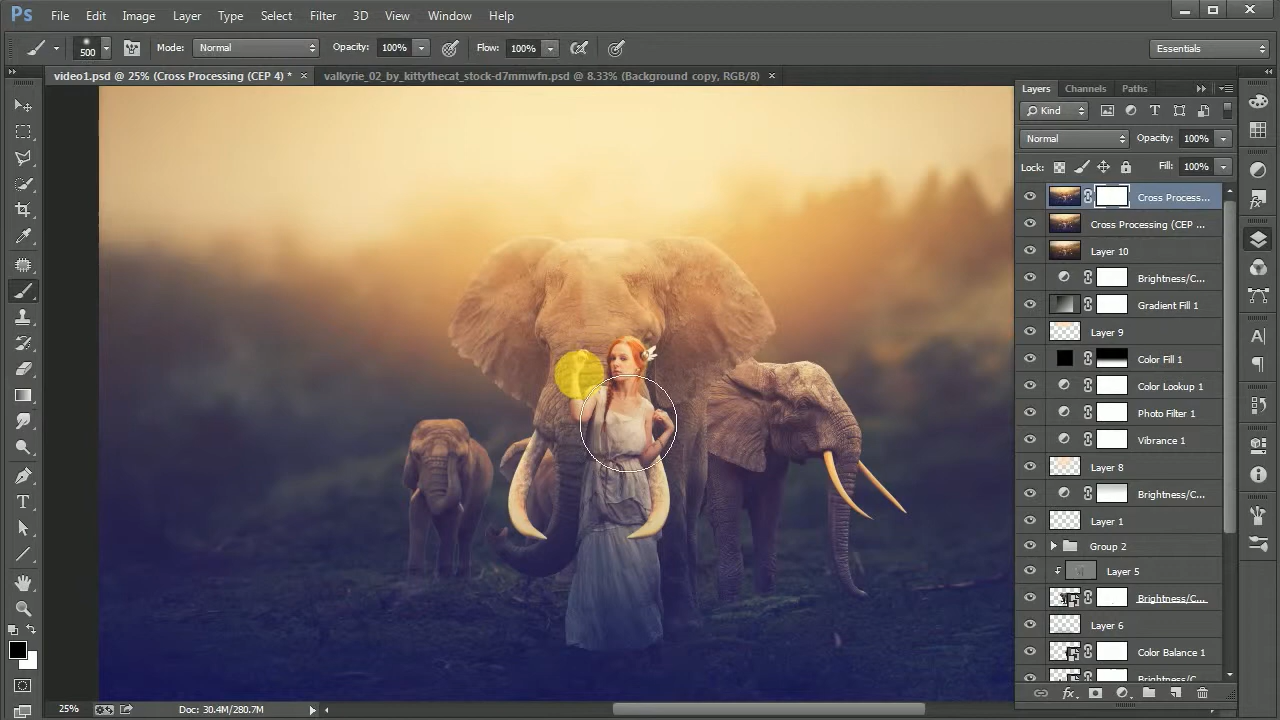 Ps File Edit Image Layer Type Select Filter 3D View Window Help
500 Mode: Normal Opacity: 100% Flow: 100% Essentials
video1.psd @ 25% (Cross Processing (CEP 4) * × valkyrie_02_by_kittythecat_stock-d7mmwfn.psd @ 8.33% (Background copy, RGB/8) ×
Layers Channels Paths
Kind
Normal Opacity: 100%
Lock: Fill: 100%
Cross Process...
Cross Processing (CEP ...
Layer 10
Brightness/C...
Gradient Fill 1
Layer 9
Color Fill 1
Color Lookup 1
Photo Filter 1
Vibrance 1
Layer 8
Brightness/C...
Layer 1
Group 2
Layer 5
Brightness/C...
Layer 6
Color Balance 1
Brightness/C...
fx
25% Doc: 30.4M/280.7M